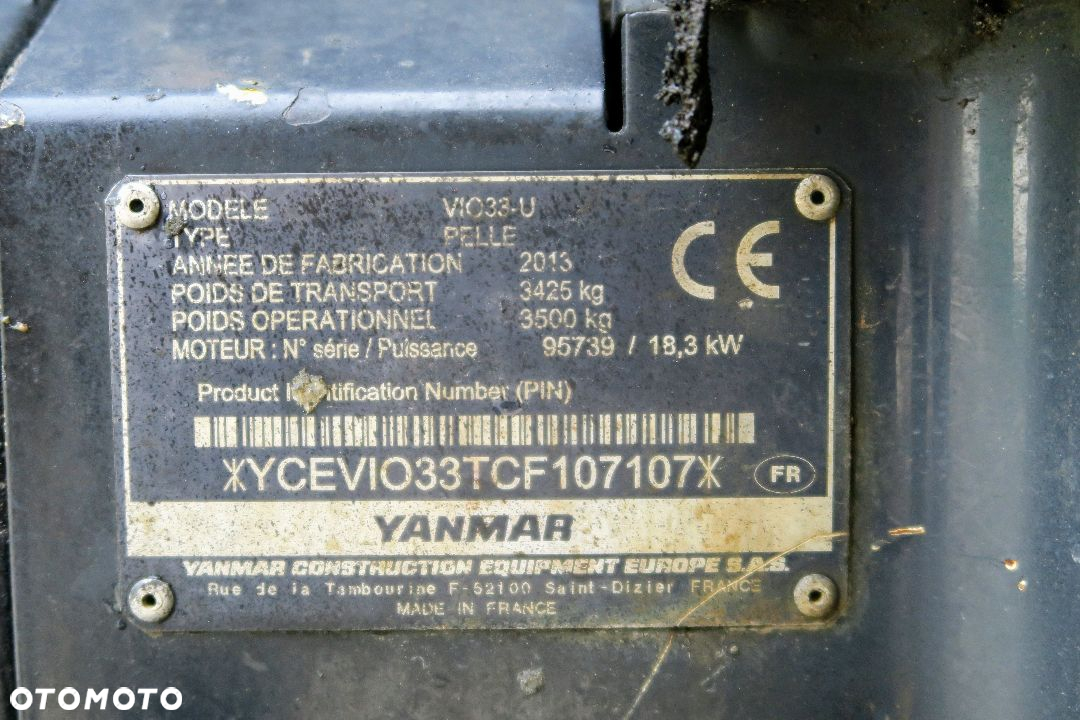 MODELE VIO33-U
TYPE PELLE
ANNEE DE FABRICATION 2013
POIDS DE TRANSPORT 3425 kg
POIDS OPERATIONNEL 3500 kg
MOTEUR : N° série / Puissance 95739 / 18,3 kW
CE
Product Identification Number (PIN)
*YCEVIO33TCF107107*
FR
YANMAR
YANMAR CONSTRUCTION EQUIPMENT EUROPE S.A.S.
Rue de la Tambourine F-52100 Saint-Dizier FRANCE
MADE IN FRANCE
OTOMOTO